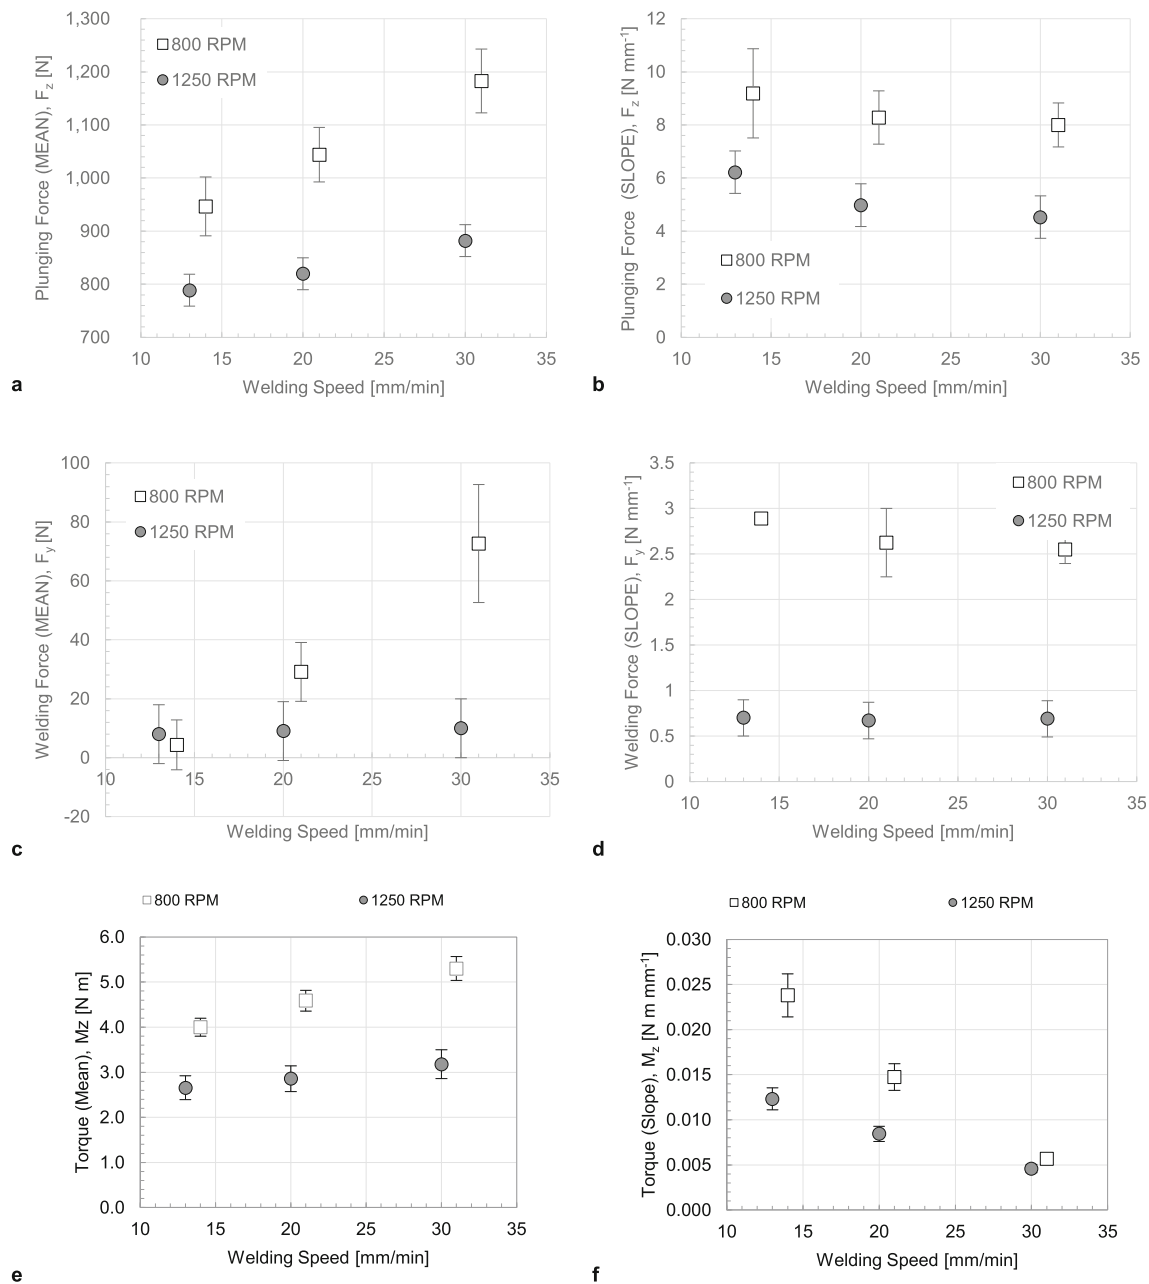 1,300
1,200
1,100
1,000
900
800
700
10 15 20 25 30 35
Plunging Force (MEAN), Fz [N]
Welding Speed [mm/min]
800 RPM
1250 RPM
a
12
10
8
6
4
2
0
10 15 20 25 30 35
Plunging Force (SLOPE), Fz [N mm-1]
Welding Speed [mm/min]
800 RPM
1250 RPM
b
100
80
60
40
20
0
-20
10 15 20 25 30 35
Welding Force (MEAN), Fy [N]
Welding Speed [mm/min]
800 RPM
1250 RPM
c
3.5
3
2.5
2
1.5
1
0.5
0
10 15 20 25 30 35
Welding Force (SLOPE), Fy [N mm-1]
Welding Speed [mm/min]
800 RPM
1250 RPM
d
800 RPM 1250 RPM
6.0
5.0
4.0
3.0
2.0
1.0
0.0
10 15 20 25 30 35
Torque (Mean), Mz [N m]
Welding Speed [mm/min]
e
800 RPM 1250 RPM
0.030
0.025
0.020
0.015
0.010
0.005
0.000
10 15 20 25 30 35
Torque (Slope), Mz [N m mm-1]
Welding Speed [mm/min]
f